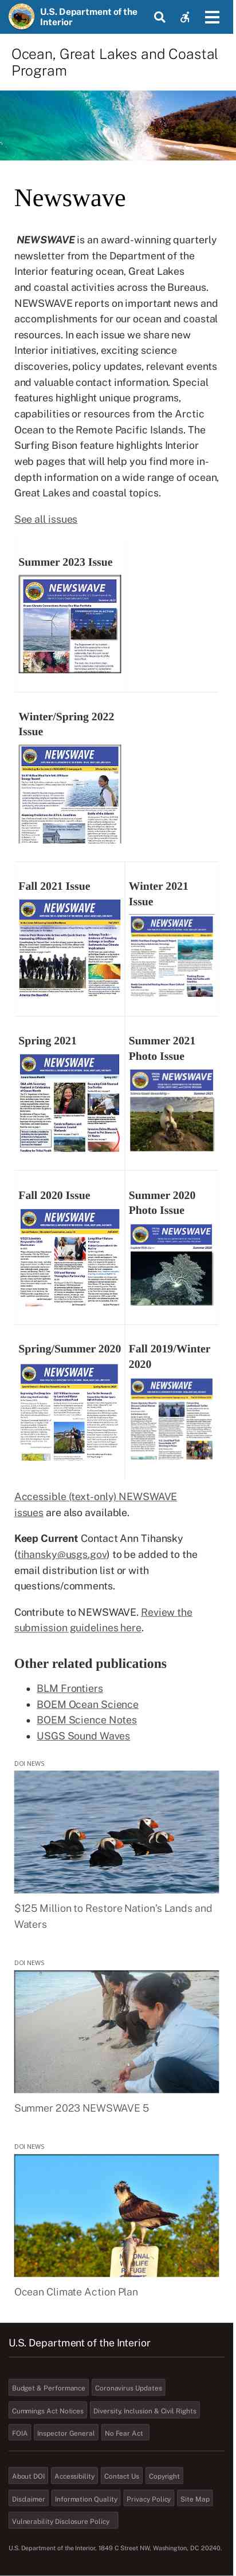 U.S. Department of the
Interior
Ocean, Great Lakes and Coastal
Program
Newswave
NEWSWAVE is an award-winning quarterly
newsletter from the Department of the
Interior featuring ocean, Great Lakes
and coastal activities across the Bureaus.
NEWSWAVE reports on important news and
accomplishments for our ocean and coastal
resources. In each issue we share new
Interior initiatives, exciting science
discoveries, policy updates, relevant events
and valuable contact information. Special
features highlight unique programs,
capabilities or resources from the Arctic
Ocean to the Remote Pacific Islands. The
Surfing Bison feature highlights Interior
web pages that will help you find more in-
depth information on a wide range of ocean,
Great Lakes and coastal topics.
See all issues
Summer 2023 Issue
NEWSWAVE
Winter/Spring 2022
Issue
NEWSWAVE
Fall 2021 Issue
NEWSWAVE
Winter 2021
Issue
NEWSWAVE
Spring 2021
NEWSWAVE
Summer 2021
Photo Issue
NEWSWAVE
Fall 2020 Issue
NEWSWAVE
Summer 2020
Photo Issue
NEWSWAVE
Spring/Summer 2020
NEWSWAVE
Fall 2019/Winter
2020
NEWSWAVE
Accessible (text-only) NEWSWAVE
issues are also available.
Keep Current Contact Ann Tihansky
(tihansky@usgs.gov) to be added to the
email distribution list or with
questions/comments.
Contribute to NEWSWAVE. Review the
submission guidelines here.
Other related publications
BLM Frontiers
BOEM Ocean Science
BOEM Science Notes
USGS Sound Waves
DOI NEWS
$125 Million to Restore Nation's Lands and
Waters
DOI NEWS
Summer 2023 NEWSWAVE 5
DOI NEWS
NATIONAL
WILDLIFE
REFUGE
Ocean Climate Action Plan
U.S. Department of the Interior
Budget & Performance
Coronavirus Updates
Cummings Act Notices
Diversity, Inclusion & Civil Rights
FOIA
Inspector General
No Fear Act
About DOI
Accessibility
Contact Us
Copyright
Disclaimer
Information Quality
Privacy Policy
Site Map
Vulnerability Disclosure Policy
U.S. Department of the Interior, 1849 C Street NW, Washington, DC 20240.